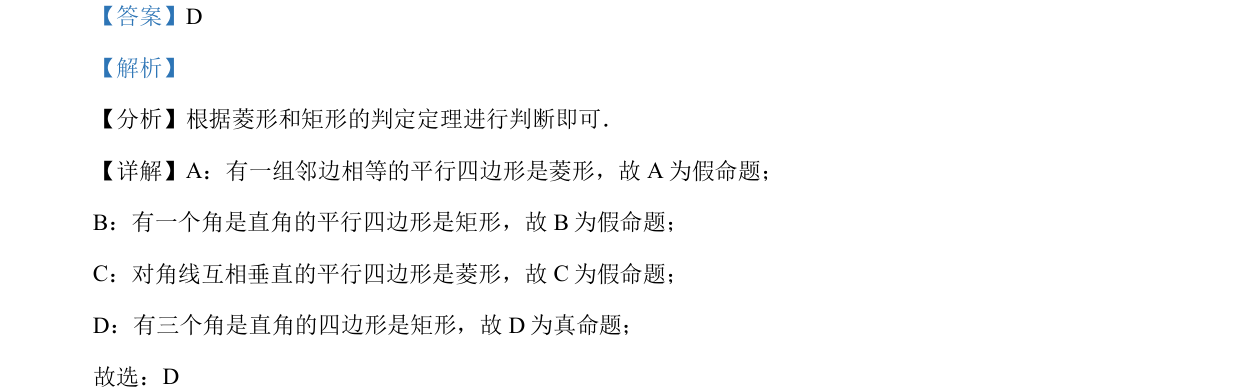 【答案】D
【解析】
【分析】根据菱形和矩形的判定定理进行判断即可．
【详解】A：有一组邻边相等的平行四边形是菱形，故 A 为假命题；
B：有一个角是直角的平行四边形是矩形，故 B 为假命题；
C：对角线互相垂直的平行四边形是菱形，故 C 为假命题；
D：有三个角是直角的四边形是矩形，故 D 为真命题；
故选：D